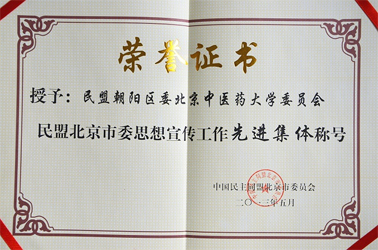 荣誉证书
授予：民盟朝阳区委北京中医药大学委员会
民盟北京市委思想宣传工作先进集体称号
中国民主同盟北京市委员会
二〇一三年五月